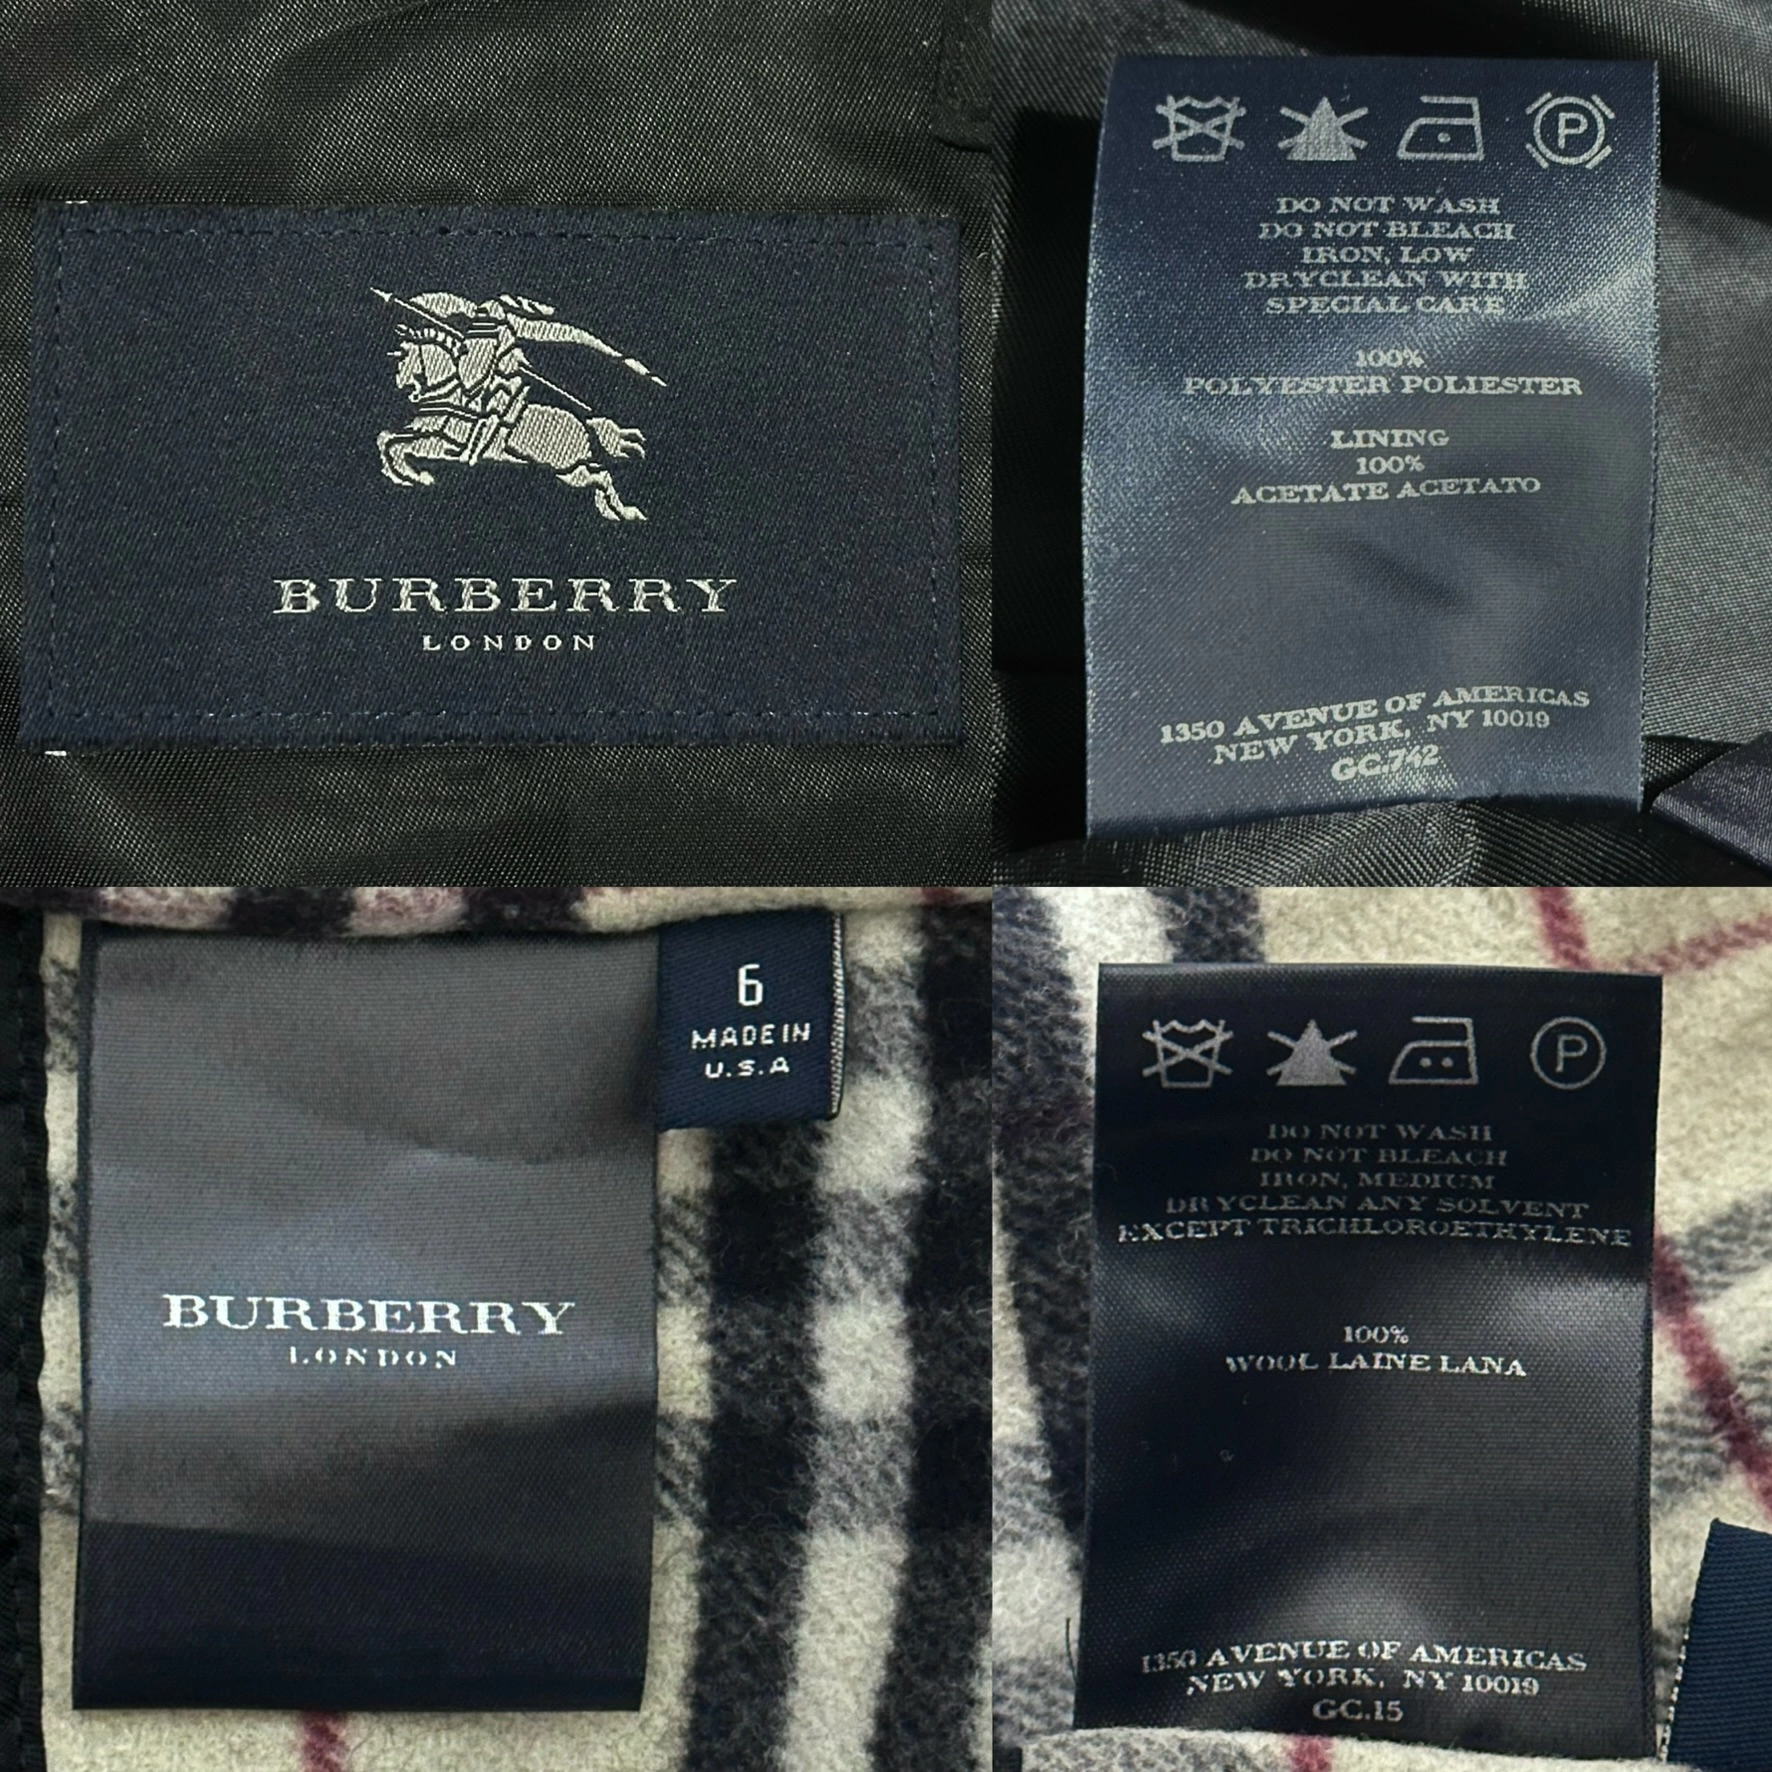 BURBERRY
LONDON
P
DO NOT WASH
DO NOT BLEACH
IRON, LOW
DRYCLEAN WITH
SPECIAL CARE
100%
POLYESTER POLIESTER
LINING
100%
ACETATE ACETATO
1350 AVENUE OF AMERICAS
NEW YORK, NY 10019
GC.742
6
MADE IN
U.S.A
BURBERRY
LONDON
P
DO NOT WASH
DO NOT BLEACH
IRON, MEDIUM
DRYCLEAN ANY SOLVENT
EXCEPT TRICHLOROETHYLENE
100%
WOOL LAINE LANA
1350 AVENUE OF AMERICAS
NEW YORK, NY 10019
GC.15